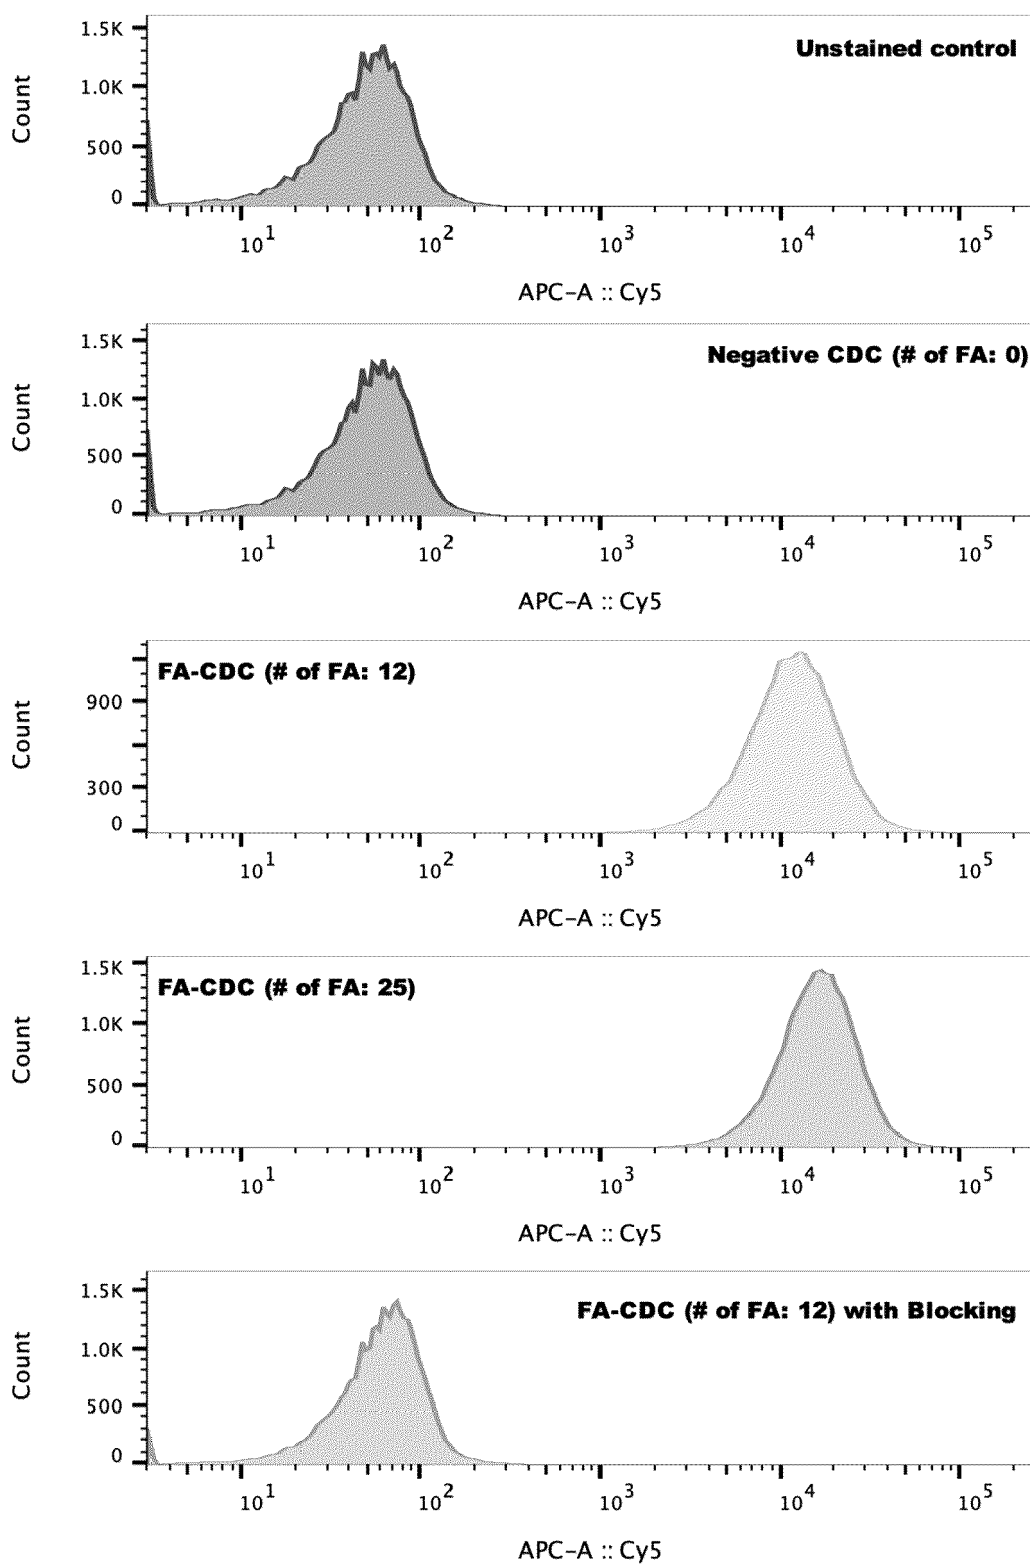 Unstained control
Count
1.5K
1.0K
500
0
10^1 10^2 10^3 10^4 10^5
APC-A :: Cy5
Negative CDC (# of FA: 0)
Count
1.5K
1.0K
500
0
10^1 10^2 10^3 10^4 10^5
APC-A :: Cy5
FA-CDC (# of FA: 12)
Count
900
300
0
10^1 10^2 10^3 10^4 10^5
APC-A :: Cy5
FA-CDC (# of FA: 25)
Count
1.5K
1.0K
500
0
10^1 10^2 10^3 10^4 10^5
APC-A :: Cy5
FA-CDC (# of FA: 12) with Blocking
Count
1.5K
1.0K
500
0
10^1 10^2 10^3 10^4 10^5
APC-A :: Cy5